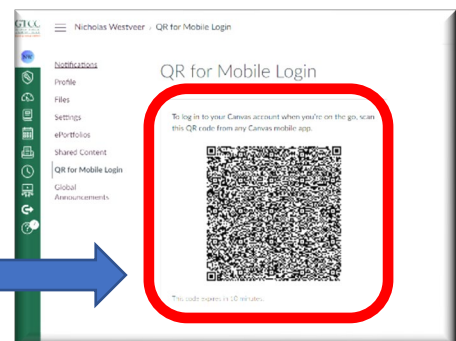 GTCC
Nicholas Westveer / QR for Mobile Login
Notifications
Profile
Files
Settings
ePortfolios
Shared Content
QR for Mobile Login
Global
Announcements
QR for Mobile Login
To log in to your Canvas account when you're on the go, scan
this QR code from any Canvas mobile app.
This code expires in 10 minutes.